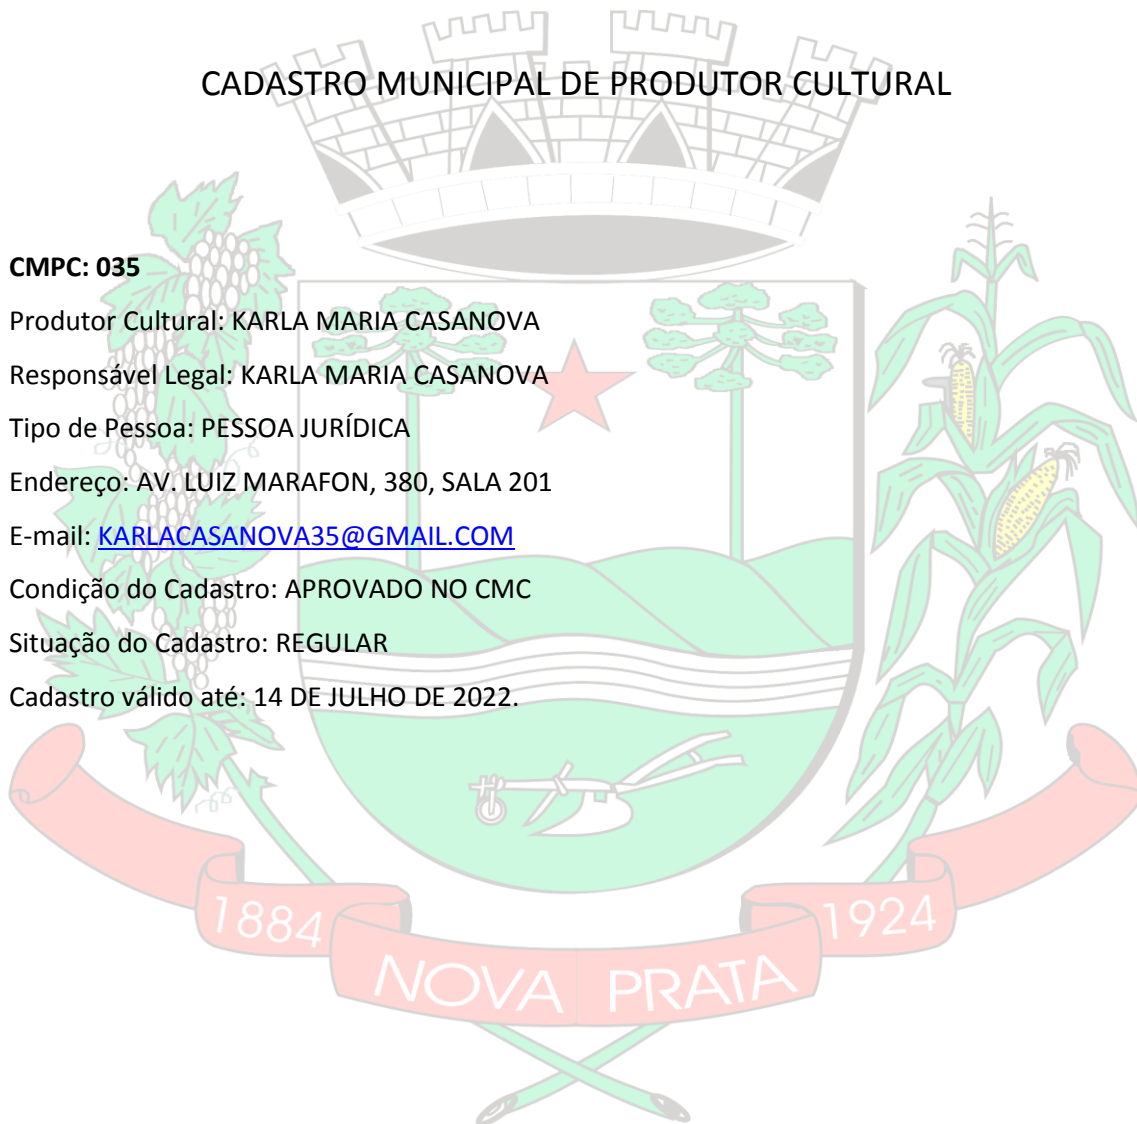 CADASTRO MUNICIPAL DE PRODUTOR CULTURAL
CMPC: 035
Produtor Cultural: KARLA MARIA CASANOVA
Responsável Legal: KARLA MARIA CASANOVA
Tipo de Pessoa: PESSOA JURÍDICA
Endereço: AV. LUIZ MARAFON, 380, SALA 201
E-mail: KARLACASANOVA35@GMAIL.COM
Condição do Cadastro: APROVADO NO CMC
Situação do Cadastro: REGULAR
Cadastro válido até: 14 DE JULHO DE 2022.
1884
NOVA PRATA
1924